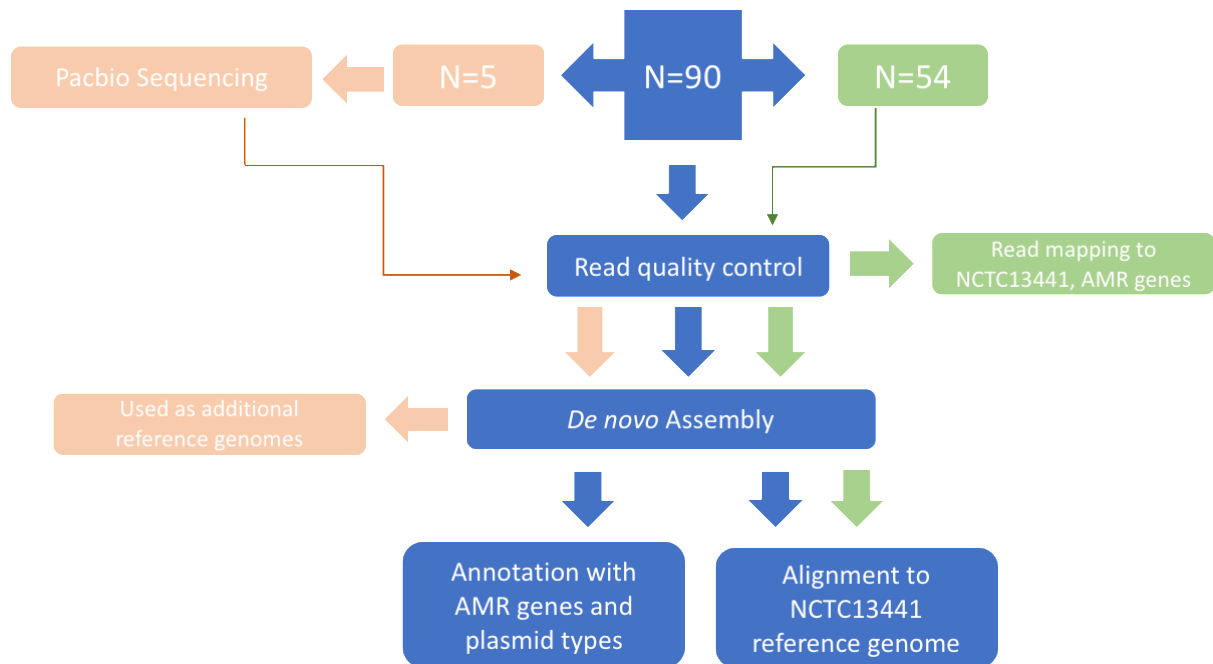 Pacbio Sequencing
N=5
N=90
N=54
Read quality control
Read mapping to
NCTC13441, AMR genes
Used as additional
reference genomes
De novo Assembly
Annotation with
AMR genes and
plasmid types
Alignment to
NCTC13441
reference genome